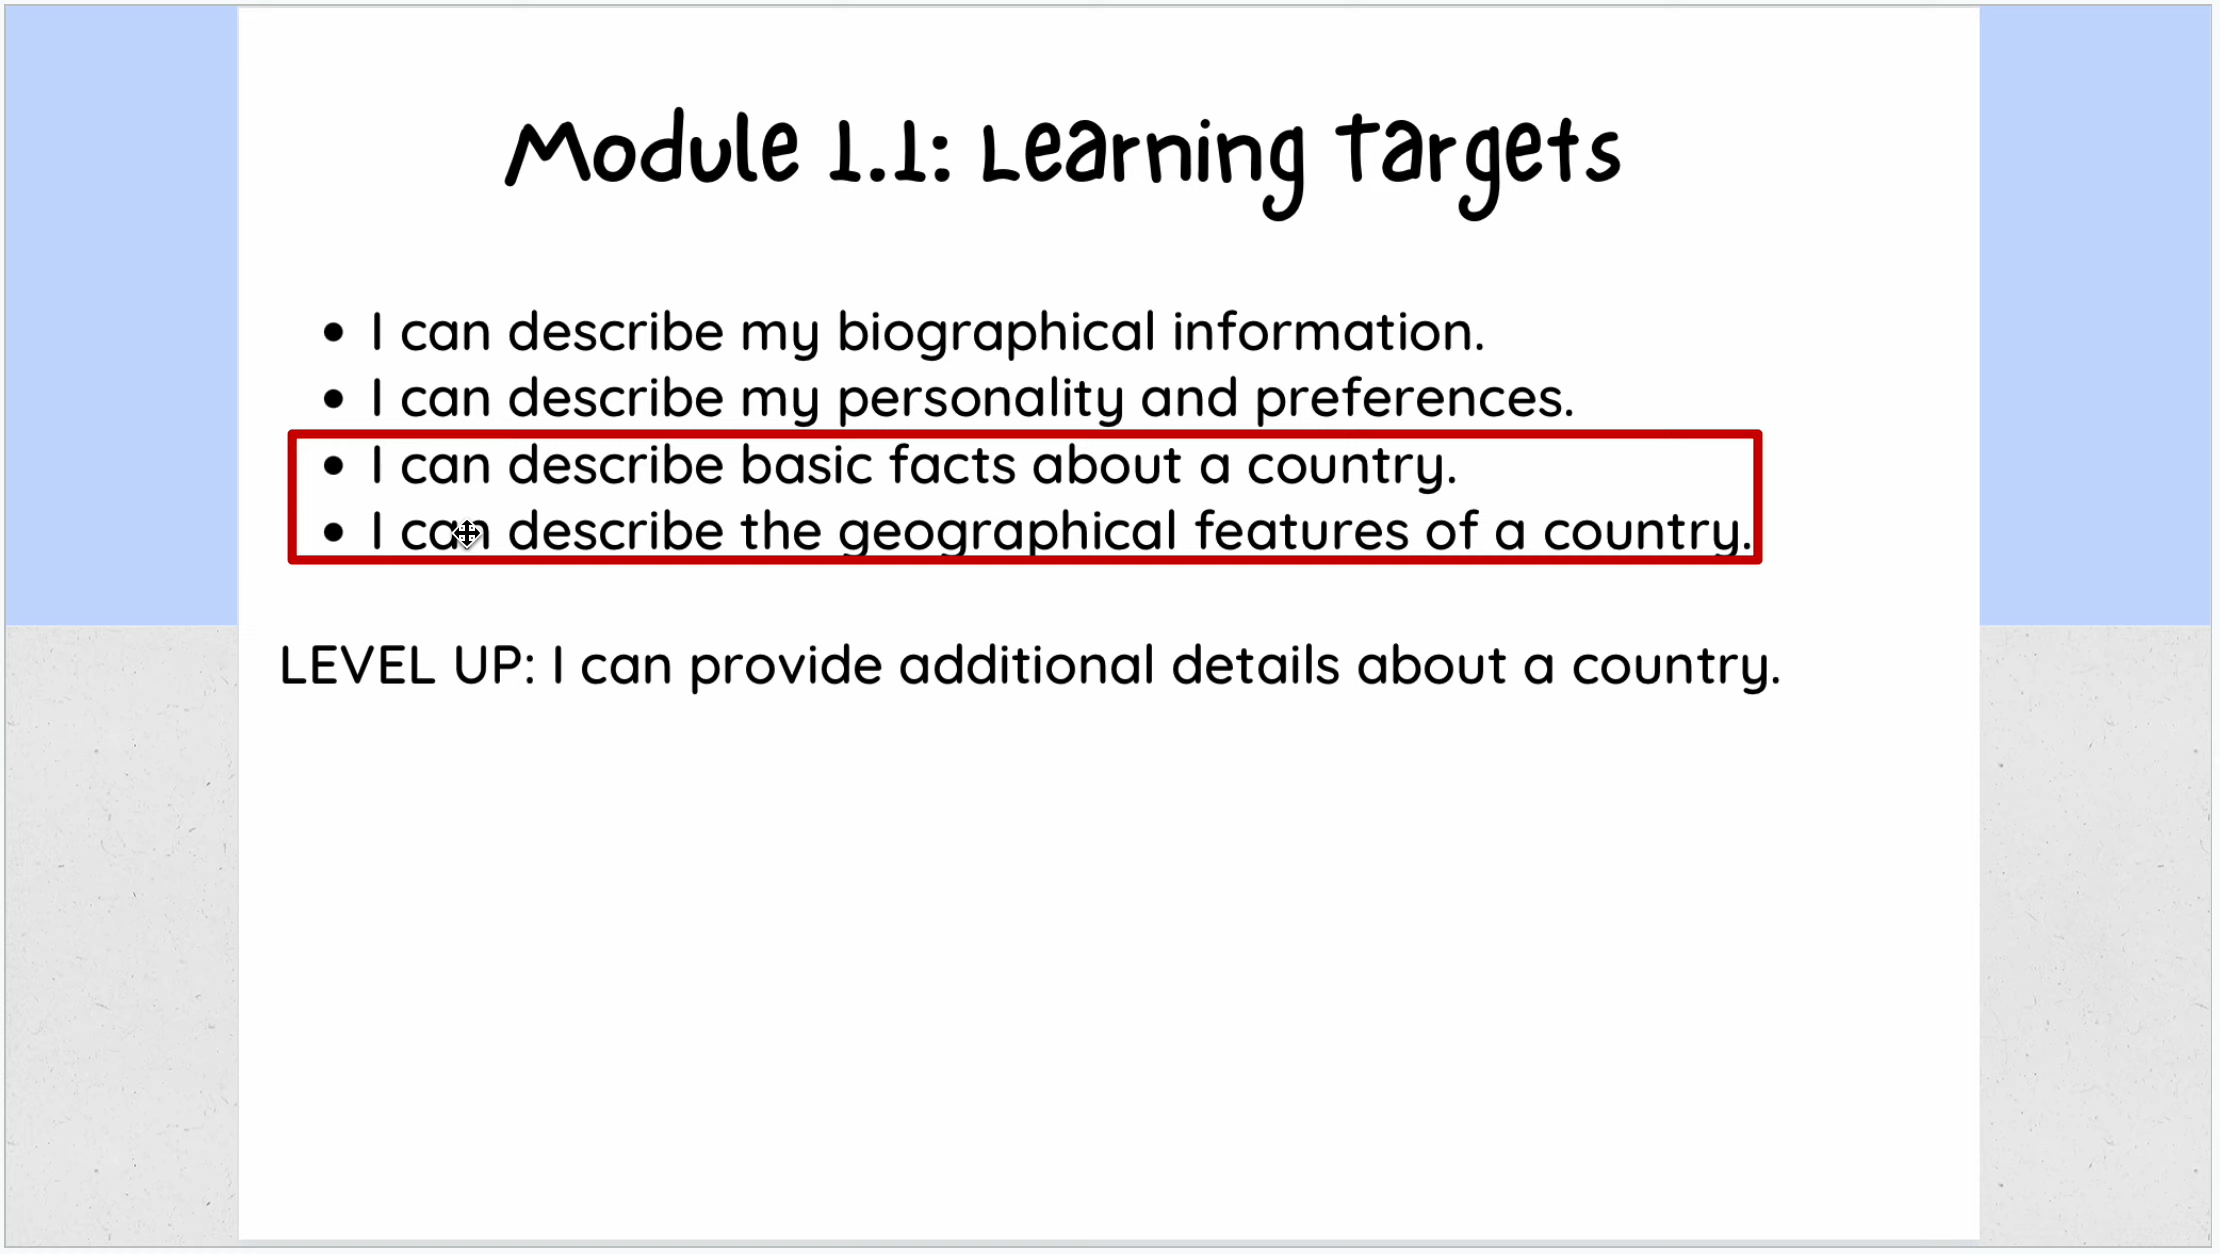 Module 1.1: Learning Targets
• I can describe my biographical information.
• I can describe my personality and preferences.
• I can describe basic facts about a country.
• I can describe the geographical features of a country.
LEVEL UP: I can provide additional details about a country.